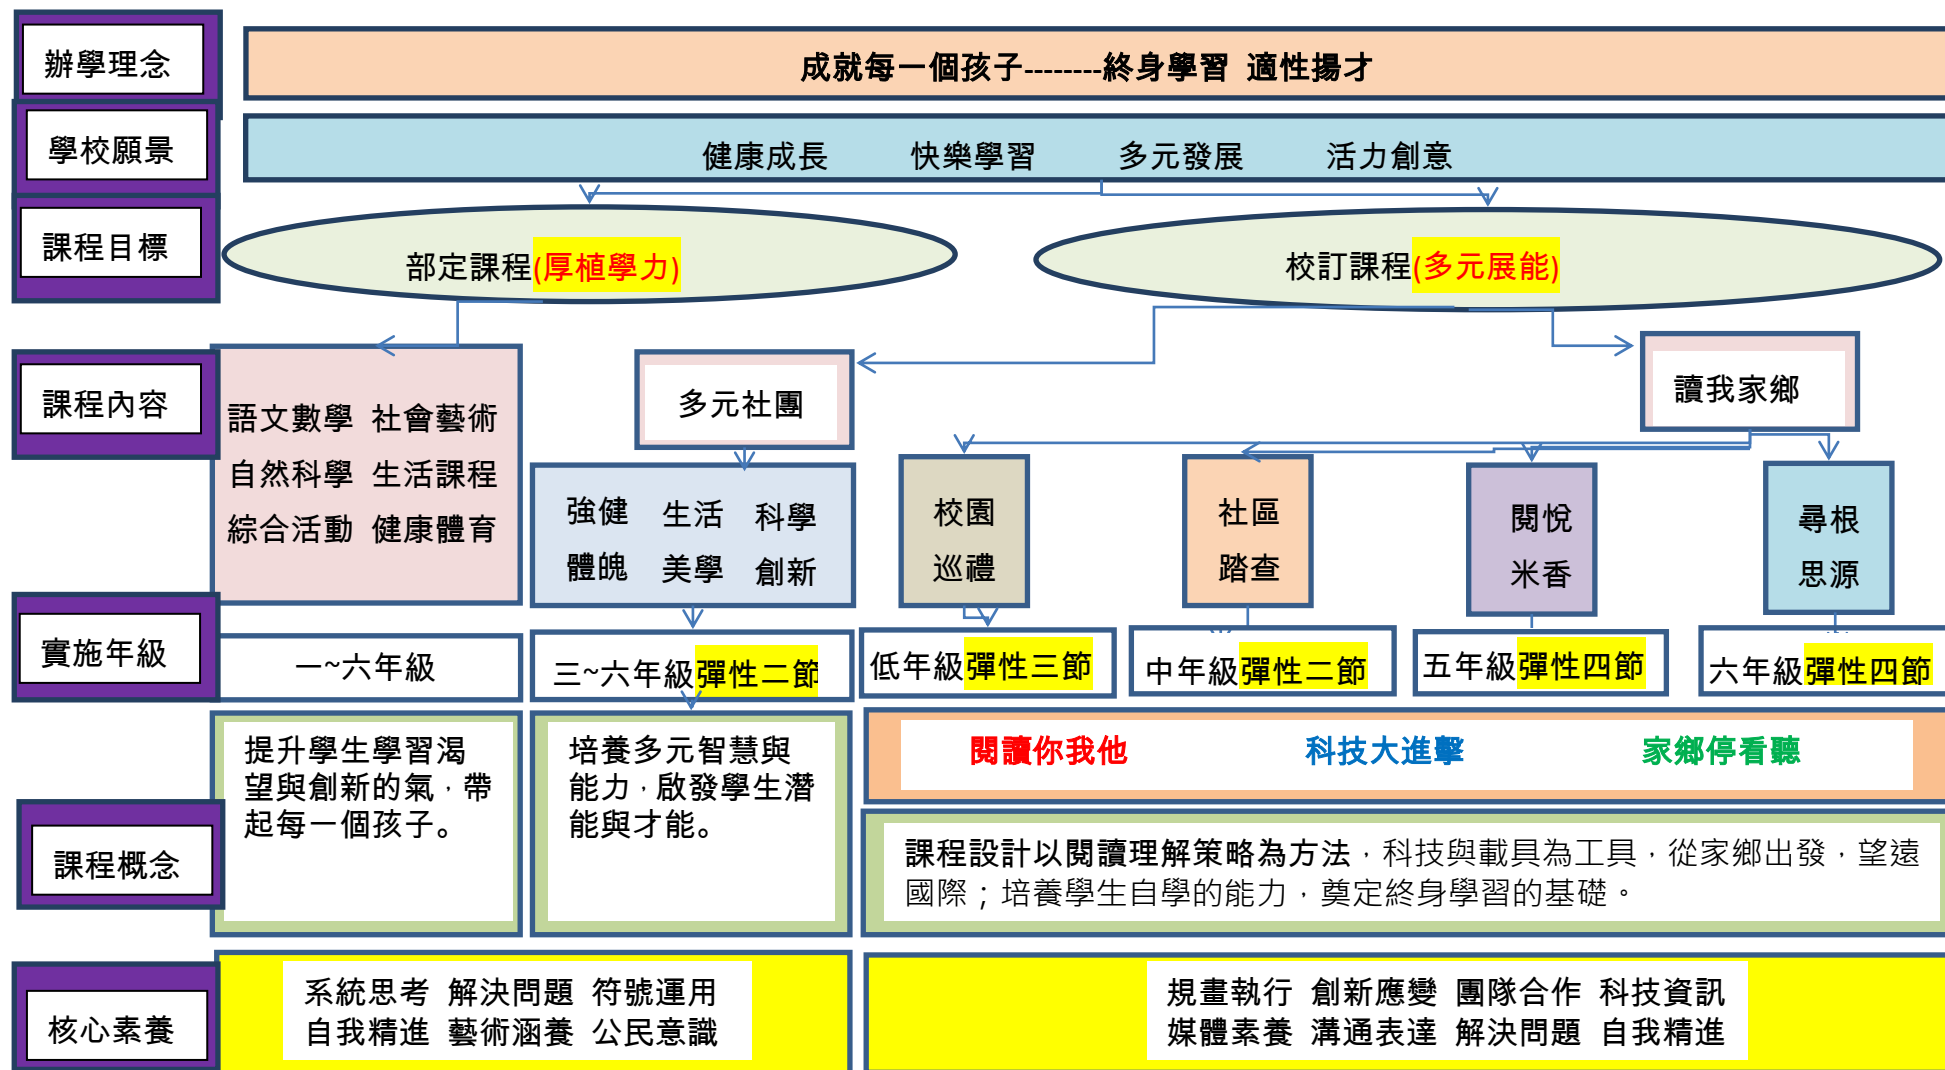 辦學理念
成就每一個孩子--------終身學習 適性揚才
學校願景
健康成長 快樂學習 多元發展 活力創意
課程目標
部定課程(厚植學力)
校訂課程(多元展能)
課程內容
語文數學 社會藝術
自然科學 生活課程
綜合活動 健康體育
多元社團
讀我家鄉
強健
體魄
生活
美學
科學
創新
校園
巡禮
社區
踏查
閱悅
米香
尋根
思源
實施年級
一~六年級
三~六年級彈性二節
低年級彈性三節
中年級彈性二節
五年級彈性四節
六年級彈性四節
課程概念
提升學生學習渴
望與創新的氣，帶
起每一個孩子。
培養多元智慧與
能力，啟發學生潛
能與才能。
閱讀你我他 科技大進擊 家鄉停看聽
課程設計以閱讀理解策略為方法，科技與載具為工具，從家鄉出發，望遠
國際；培養學生自學的能力，奠定終身學習的基礎。
核心素養
系統思考 解決問題 符號運用
自我精進 藝術涵養 公民意識
規畫執行 創新應變 團隊合作 科技資訊
媒體素養 溝通表達 解決問題 自我精進